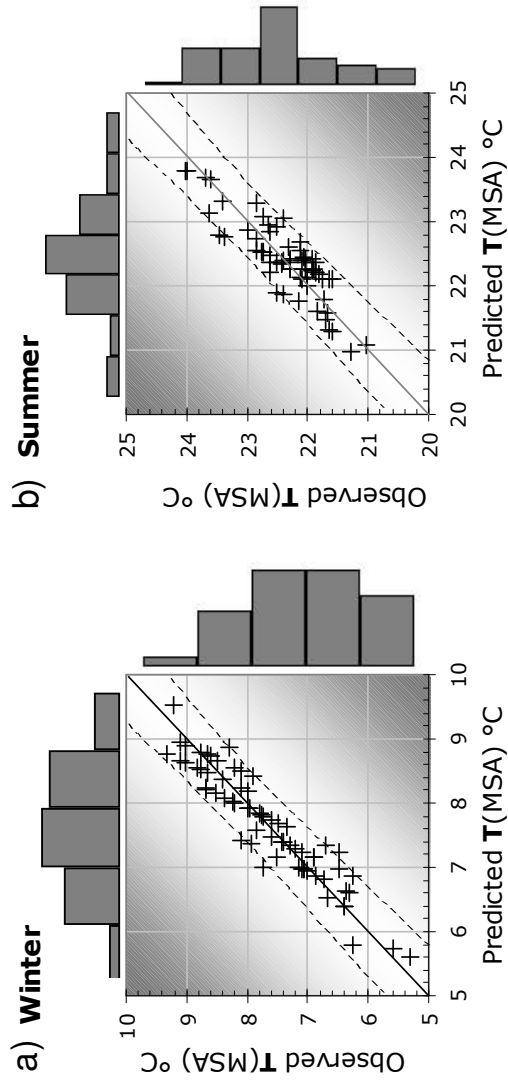 a) Winter
Observed T(MSA) °C
10
9
8
7
6
5
5 6 7 8 9 10
Predicted T(MSA) °C
b) Summer
Observed T(MSA) °C
25
24
23
22
21
20
20 21 22 23 24 25
Predicted T(MSA) °C